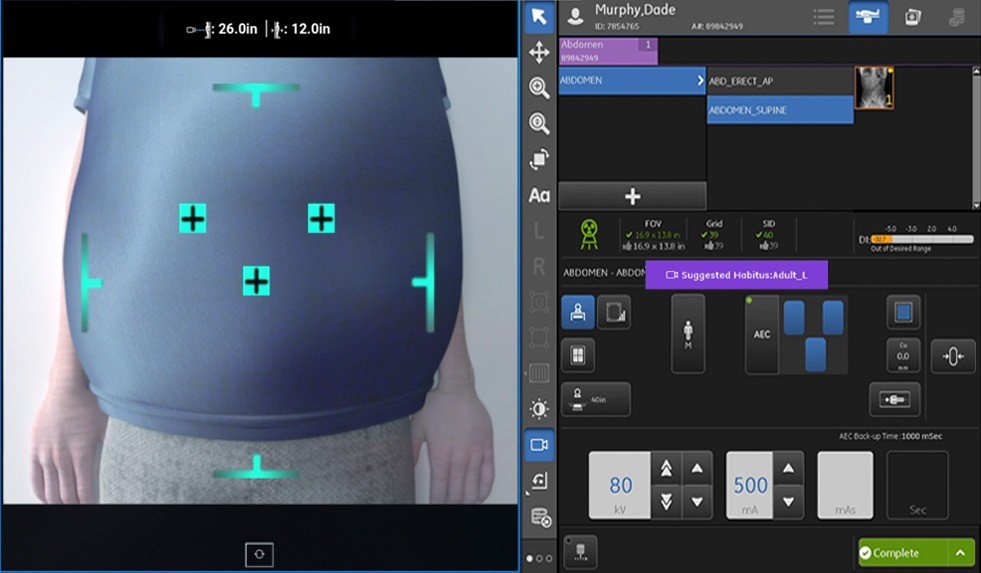 : 26.0in : 12.0in
Murphy,Dade
ID: 7854765 A#: 89842949
Abdomen 1
89842949
ABDOMEN
ABD_ERECT_AP
1
ABDOMEN_SUPINE
Aa
L
R
FOV Grid SID
16.9 x 13.8 in 39 40
16.9 x 13.8 in 39 39
-5.0 -3.0 2.0 4.0
DI:
Out of Desired Range
ABDOMEN - ABDOM
Suggested Habitus:Adult_L
M
AEC
Cu
0.0
mm
40in
AEC Back-up Time :1000 mSec
80
kV
500
mA
mAs
Sec
Complete